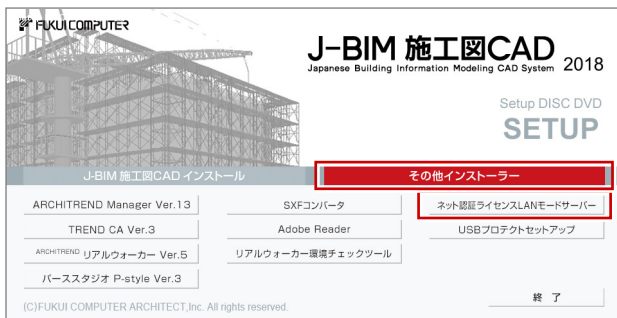 FUKUI COMPUTER
J-BIM 施工図CAD 2018
Japanese Building Information Modeling CAD System
Setup DISC DVD
SETUP
J-BIM 施工図CAD インストール
その他インストーラー
ARCHITREND Manager Ver.13
SXFコンバータ
ネット認証ライセンスLANモードサーバー
TREND CA Ver.3
Adobe Reader
USBプロテクトセットアップ
ARCHITREND リアルウォーカー Ver.5
リアルウォーカー環境チェックツール
パーススタジオ P-style Ver.3
終 了
(C)FUKUI COMPUTER ARCHITECT,Inc. All rights reserved.